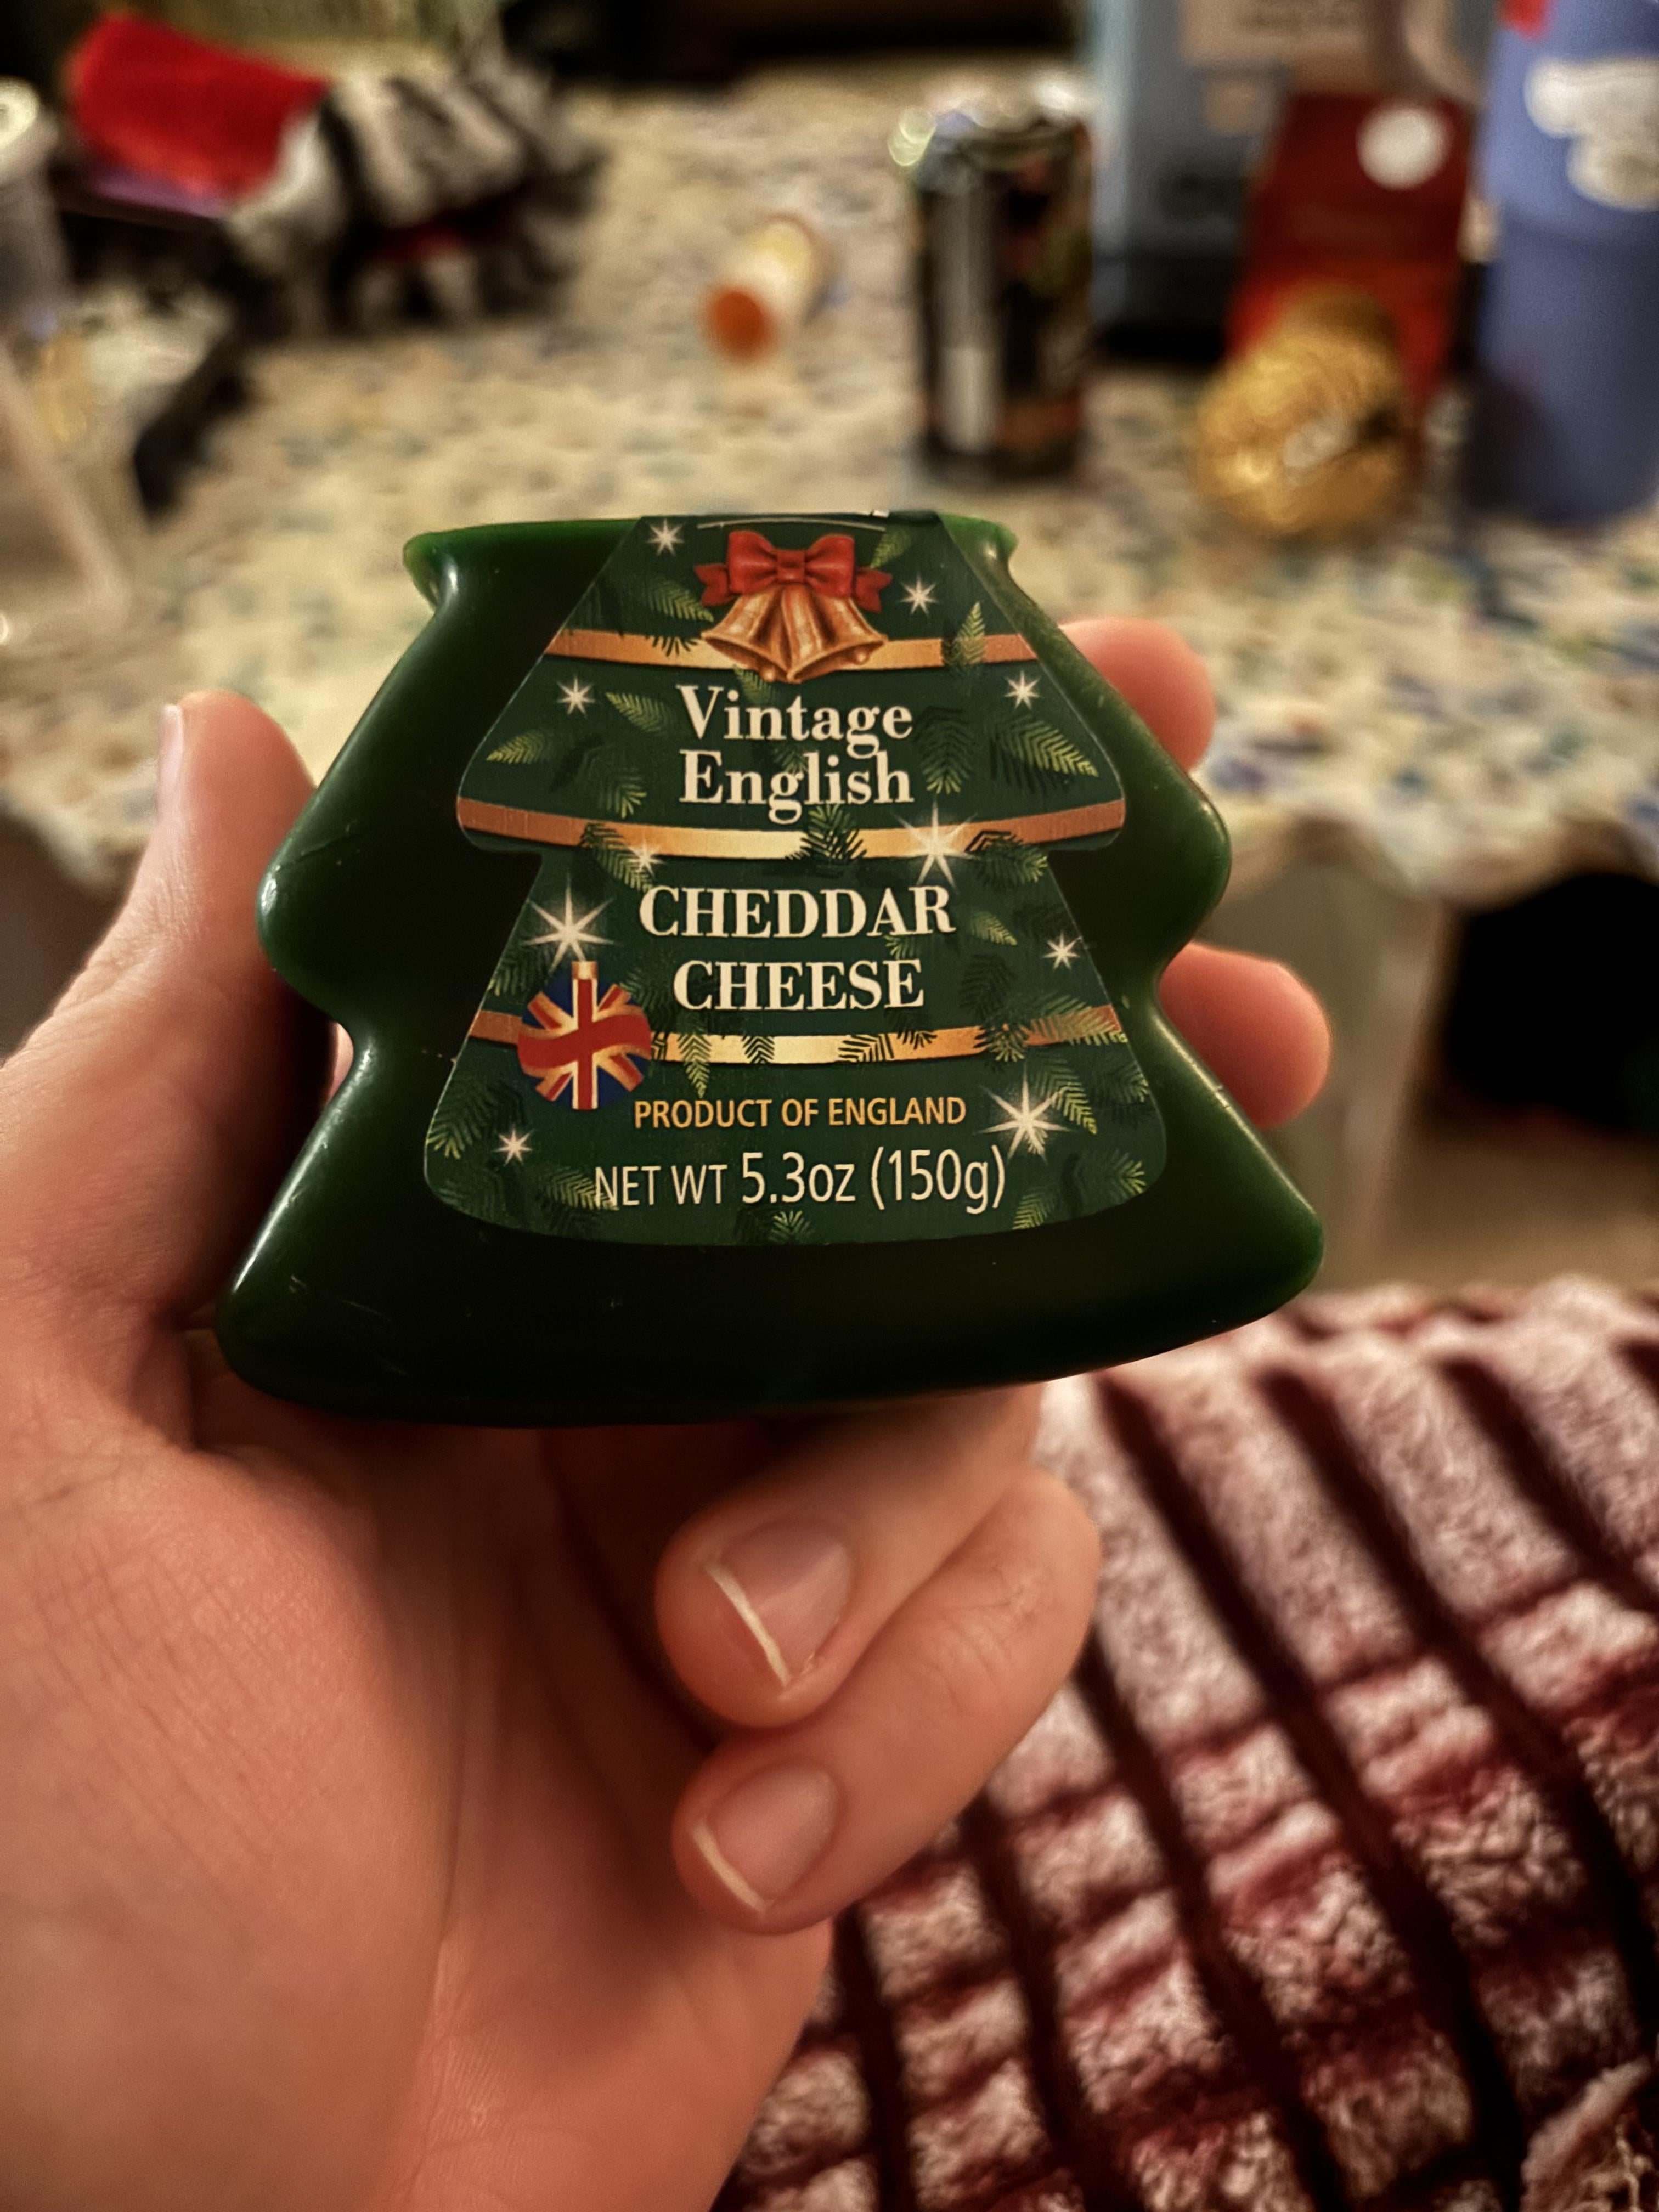 Vintage
English
CHEDDAR
CHEESE
PRODUCT OF ENGLAND
NET WT 5.3oz (150g)